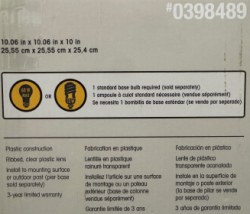 #0398489
10.06 in x 10.06 in x 10 in
25,55 cm x 25,55 cm x 25,4 cm
OR
1 standard base bulb required (sold separately)
1 ampoule à culot standard nécessaire (vendue séparément)
Se necesita 1 bombilla de base estándar (se vende por separado)
Plastic construction
Ribbed, clear plastic lens
Install to mounting surface
or outdoor post (pier base
sold separately)
3-year limited warranty
Fabrication en plastique
Lentille en plastique
cannelé transparent
Installez l'article sur une surface
de montage ou un poteau
extérieur (base de colonne
vendue séparément)
Garantie limitée de 3 ans
Fabricación en plástico
Lente de plástico
transparente acanalado
Instale en la superficie de
montaje o poste exterior
(la base de pilar se vende
por separado)
3 años de garantía limitada